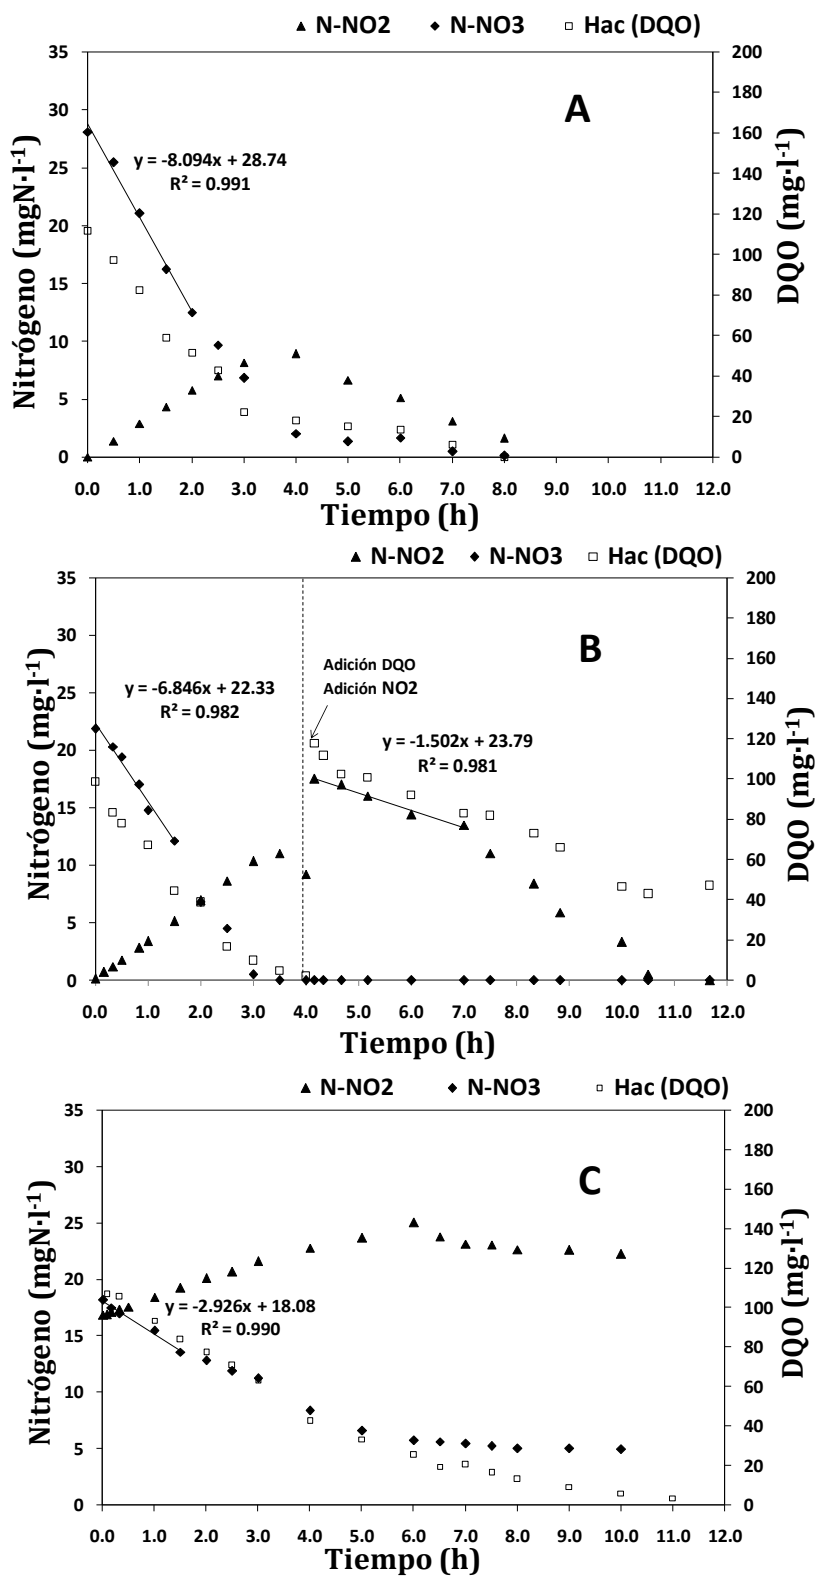 N-NO2 N-NO3 Hac (DQO)
A
y = -8.094x + 28.74
R² = 0.991
Nitrógeno (mgN·l⁻¹)
35
30
25
20
15
10
5
0
DQO (mg·l⁻¹)
200
180
160
140
120
100
80
60
40
20
0
0.0 1.0 2.0 3.0 4.0 5.0 6.0 7.0 8.0 9.0 10.0 11.0 12.0
Tiempo (h)
N-NO2 N-NO3 Hac (DQO)
B
Adición DQO
Adición NO2
y = -6.846x + 22.33
R² = 0.982
y = -1.502x + 23.79
R² = 0.981
Nitrógeno (mg·l⁻¹)
35
30
25
20
15
10
5
0
DQO (mg·l⁻¹)
200
180
160
140
120
100
80
60
40
20
0
0.0 1.0 2.0 3.0 4.0 5.0 6.0 7.0 8.0 9.0 10.0 11.0 12.0
Tiempo (h)
N-NO2 N-NO3 Hac (DQO)
C
y = -2.926x + 18.08
R² = 0.990
Nitrógeno (mgN·l⁻¹)
35
30
25
20
15
10
5
0
DQO (mg·l⁻¹)
200
180
160
140
120
100
80
60
40
20
0
0.0 1.0 2.0 3.0 4.0 5.0 6.0 7.0 8.0 9.0 10.0 11.0 12.0
Tiempo (h)